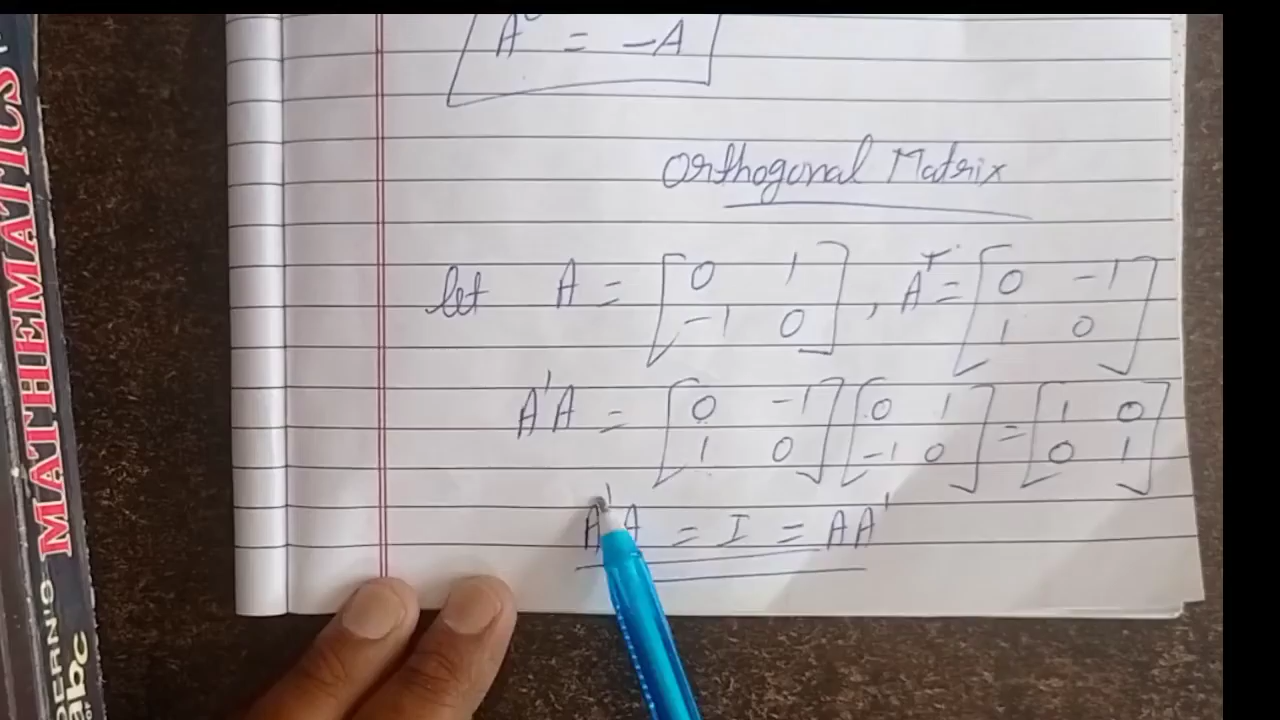 A = -A
Orthogonal Matrix
let A = [0 1 -1 0], Aᵀ = [0 -1 1 0]
A'A = [0 -1 1 0] [0 1 -1 0] = [1 0 0 1]
A'A = I = AA'
MATHEMATICS
abc